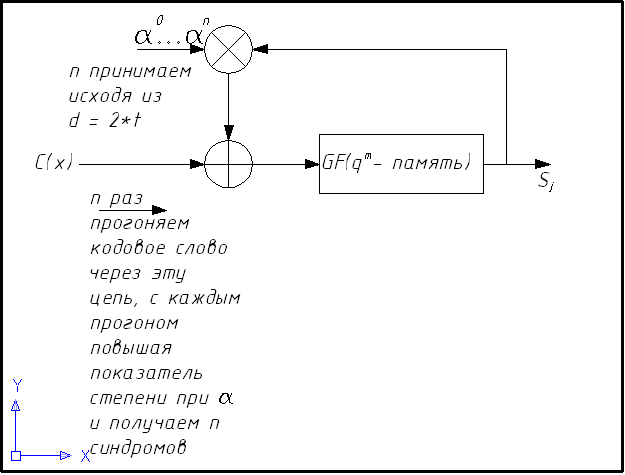 α⁰...αⁿ
n принимаем
исходя из
d = 2*t
C(x)
GF(qᵐ- память)
Sⱼ
n раз
прогоняем
кодовое слово
через эту
цепь, с каждым
прогоном
повышая
показатель
степени при α
и получаем n
синдромов
Y
X